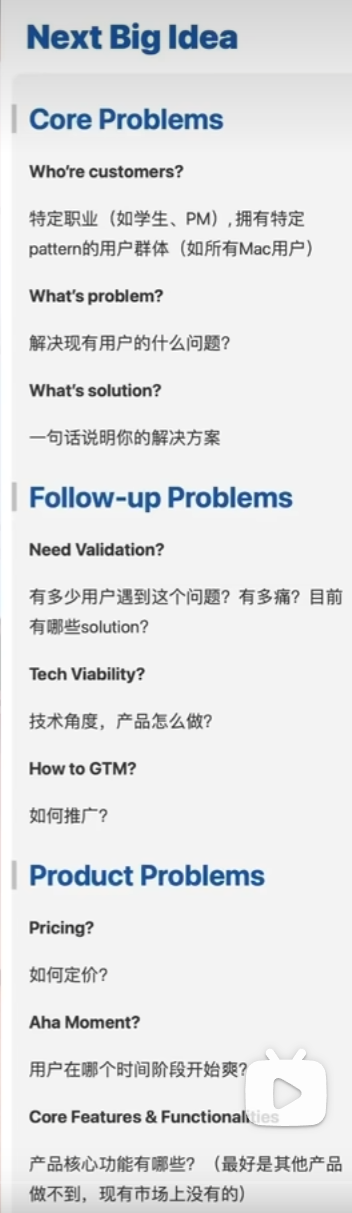 Next Big Idea
Core Problems
Who're customers?
特定职业（如学生、PM）, 拥有特定
pattern的用户群体（如所有Mac用户）
What's problem?
解决现有用户的什么问题？
What's solution?
一句话说明你的解决方案
Follow-up Problems
Need Validation?
有多少用户遇到这个问题？有多痛？目前
有哪些solution?
Tech Viability?
技术角度，产品怎么做？
How to GTM?
如何推广？
Product Problems
Pricing?
如何定价？
Aha Moment?
用户在哪个时间阶段开始爽？
Core Features & Functionalities
产品核心功能有哪些？（最好是其他产品
做不到，现有市场上没有的）